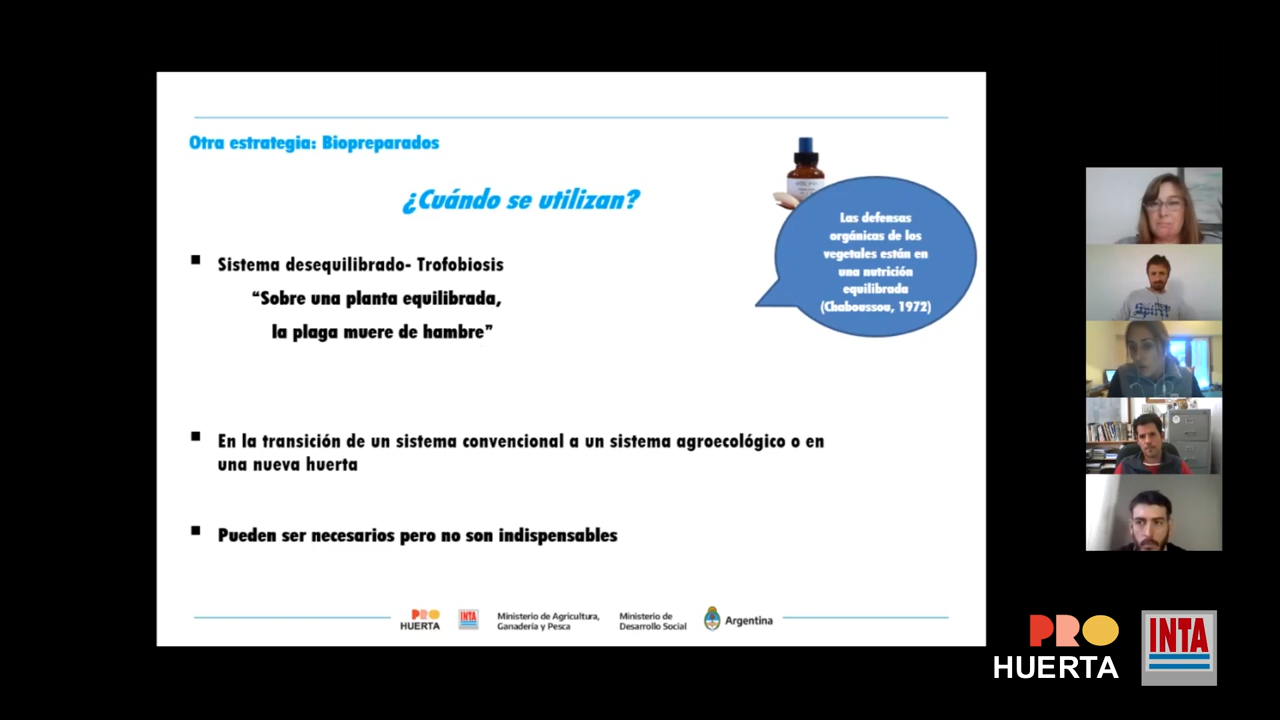 Otra estrategia: Biopreparados
¿Cuándo se utilizan?
Las defensas
orgánicas de los
vegetales están en
una nutrición
equilibrada
(Chaboussou, 1972)
▪ Sistema desequilibrado- Trofobiosis
“Sobre una planta equilibrada,
la plaga muere de hambre”
▪ En la transición de un sistema convencional a un sistema agroecológico o en
una nueva huerta
▪ Pueden ser necesarios pero no son indispensables
PRO
HUERTA
INTA
Ministerio de Agricultura,
Ganadería y Pesca
Ministerio de
Desarrollo Social
Argentina
PRO
HUERTA
INTA